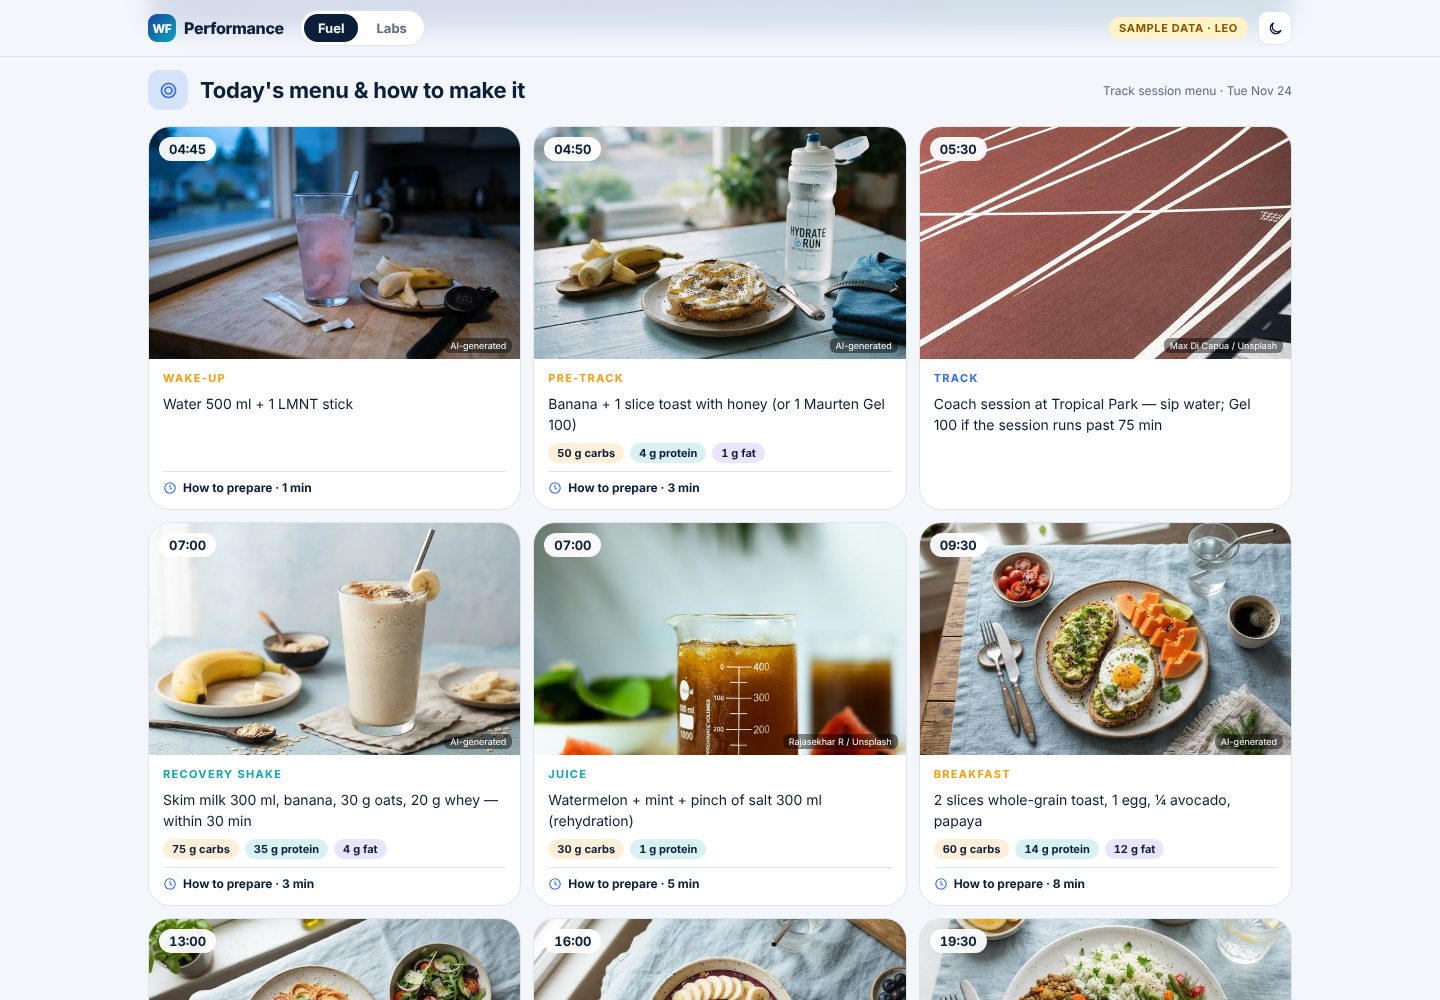 WF Performance Fuel Labs SAMPLE DATA · LEO
Today's menu & how to make it
Track session menu · Tue Nov 24
04:45
AI-generated
WAKE-UP
Water 500 ml + 1 LMNT stick
How to prepare · 1 min
04:50
HYDRATE
& RUN
AI-generated
PRE-TRACK
Banana + 1 slice toast with honey (or 1 Maurten Gel
100)
50 g carbs 4 g protein 1 g fat
How to prepare · 3 min
05:30
Max Di Capua / Unsplash
TRACK
Coach session at Tropical Park — sip water; Gel
100 if the session runs past 75 min
07:00
AI-generated
RECOVERY SHAKE
Skim milk 300 ml, banana, 30 g oats, 20 g whey —
within 30 min
75 g carbs 35 g protein 4 g fat
How to prepare · 3 min
07:00
0 400
100 300
200 200
1000
Rajasekhar R / Unsplash
JUICE
Watermelon + mint + pinch of salt 300 ml
(rehydration)
30 g carbs 1 g protein
How to prepare · 5 min
09:30
AI-generated
BREAKFAST
2 slices whole-grain toast, 1 egg, ¼ avocado,
papaya
60 g carbs 14 g protein 12 g fat
How to prepare · 8 min
13:00
16:00
19:30